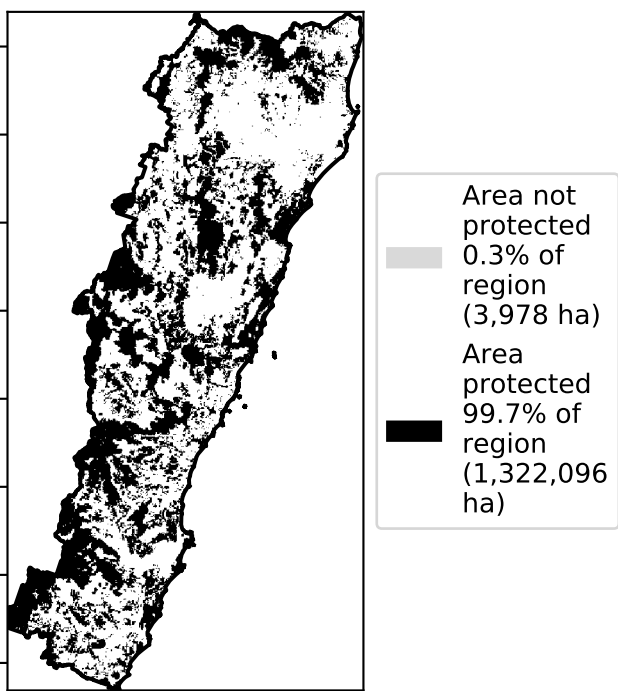 Area not
protected
0.3% of
region
(3,978 ha)
Area
protected
99.7% of
region
(1,322,096
ha)